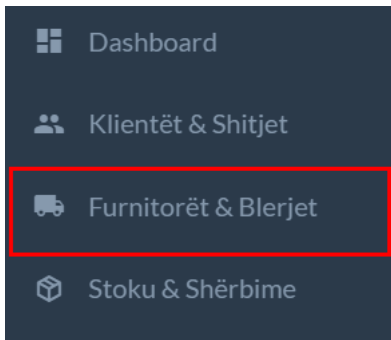 Dashboard
Klientët & Shitjet
Furnitorët & Blerjet
Stoku & Shërbime